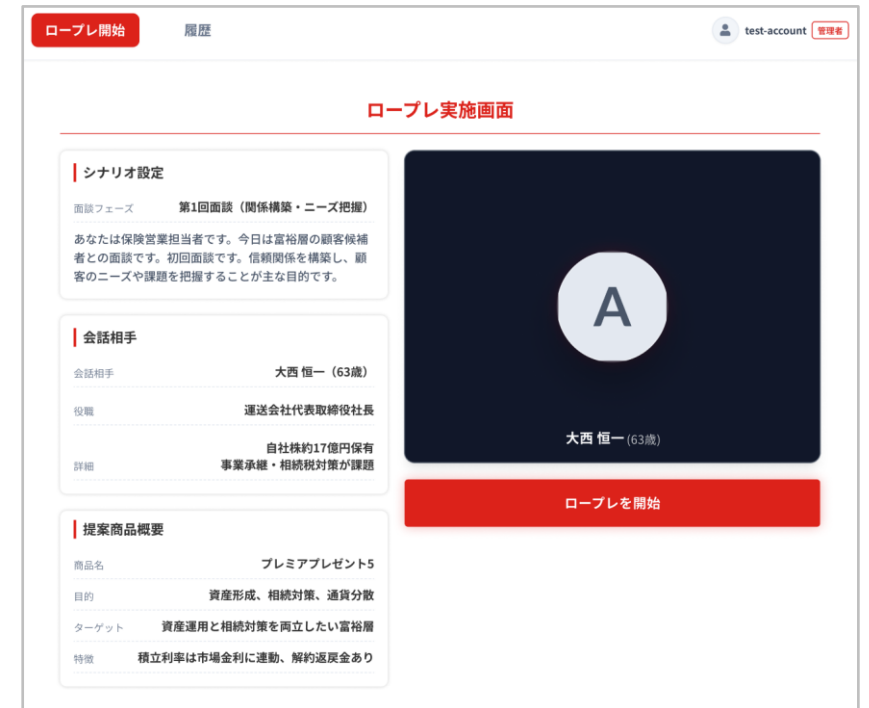 ロープレ開始
履歴
test-account 管理者
ロープレ実施画面
シナリオ設定
面談フェーズ 第1回面談（関係構築・ニーズ把握）
あなたは保険営業担当者です。今日は富裕層の顧客候補
者との面談です。初回面談です。信頼関係を構築し、顧
客のニーズや課題を把握することが主な目的です。
会話相手
会話相手 大西 恒一（63歳）
役職 運送会社代表取締役社長
自社株約17億円保有
詳細 事業承継・相続税対策が課題
提案商品概要
商品名 プレミアプレゼント5
目的 資産形成、相続対策、通貨分散
ターゲット 資産運用と相続対策を両立したい富裕層
特徴 積立利率は市場金利に連動、解約返戻金あり
A
大西 恒一 (63歳)
ロープレを開始